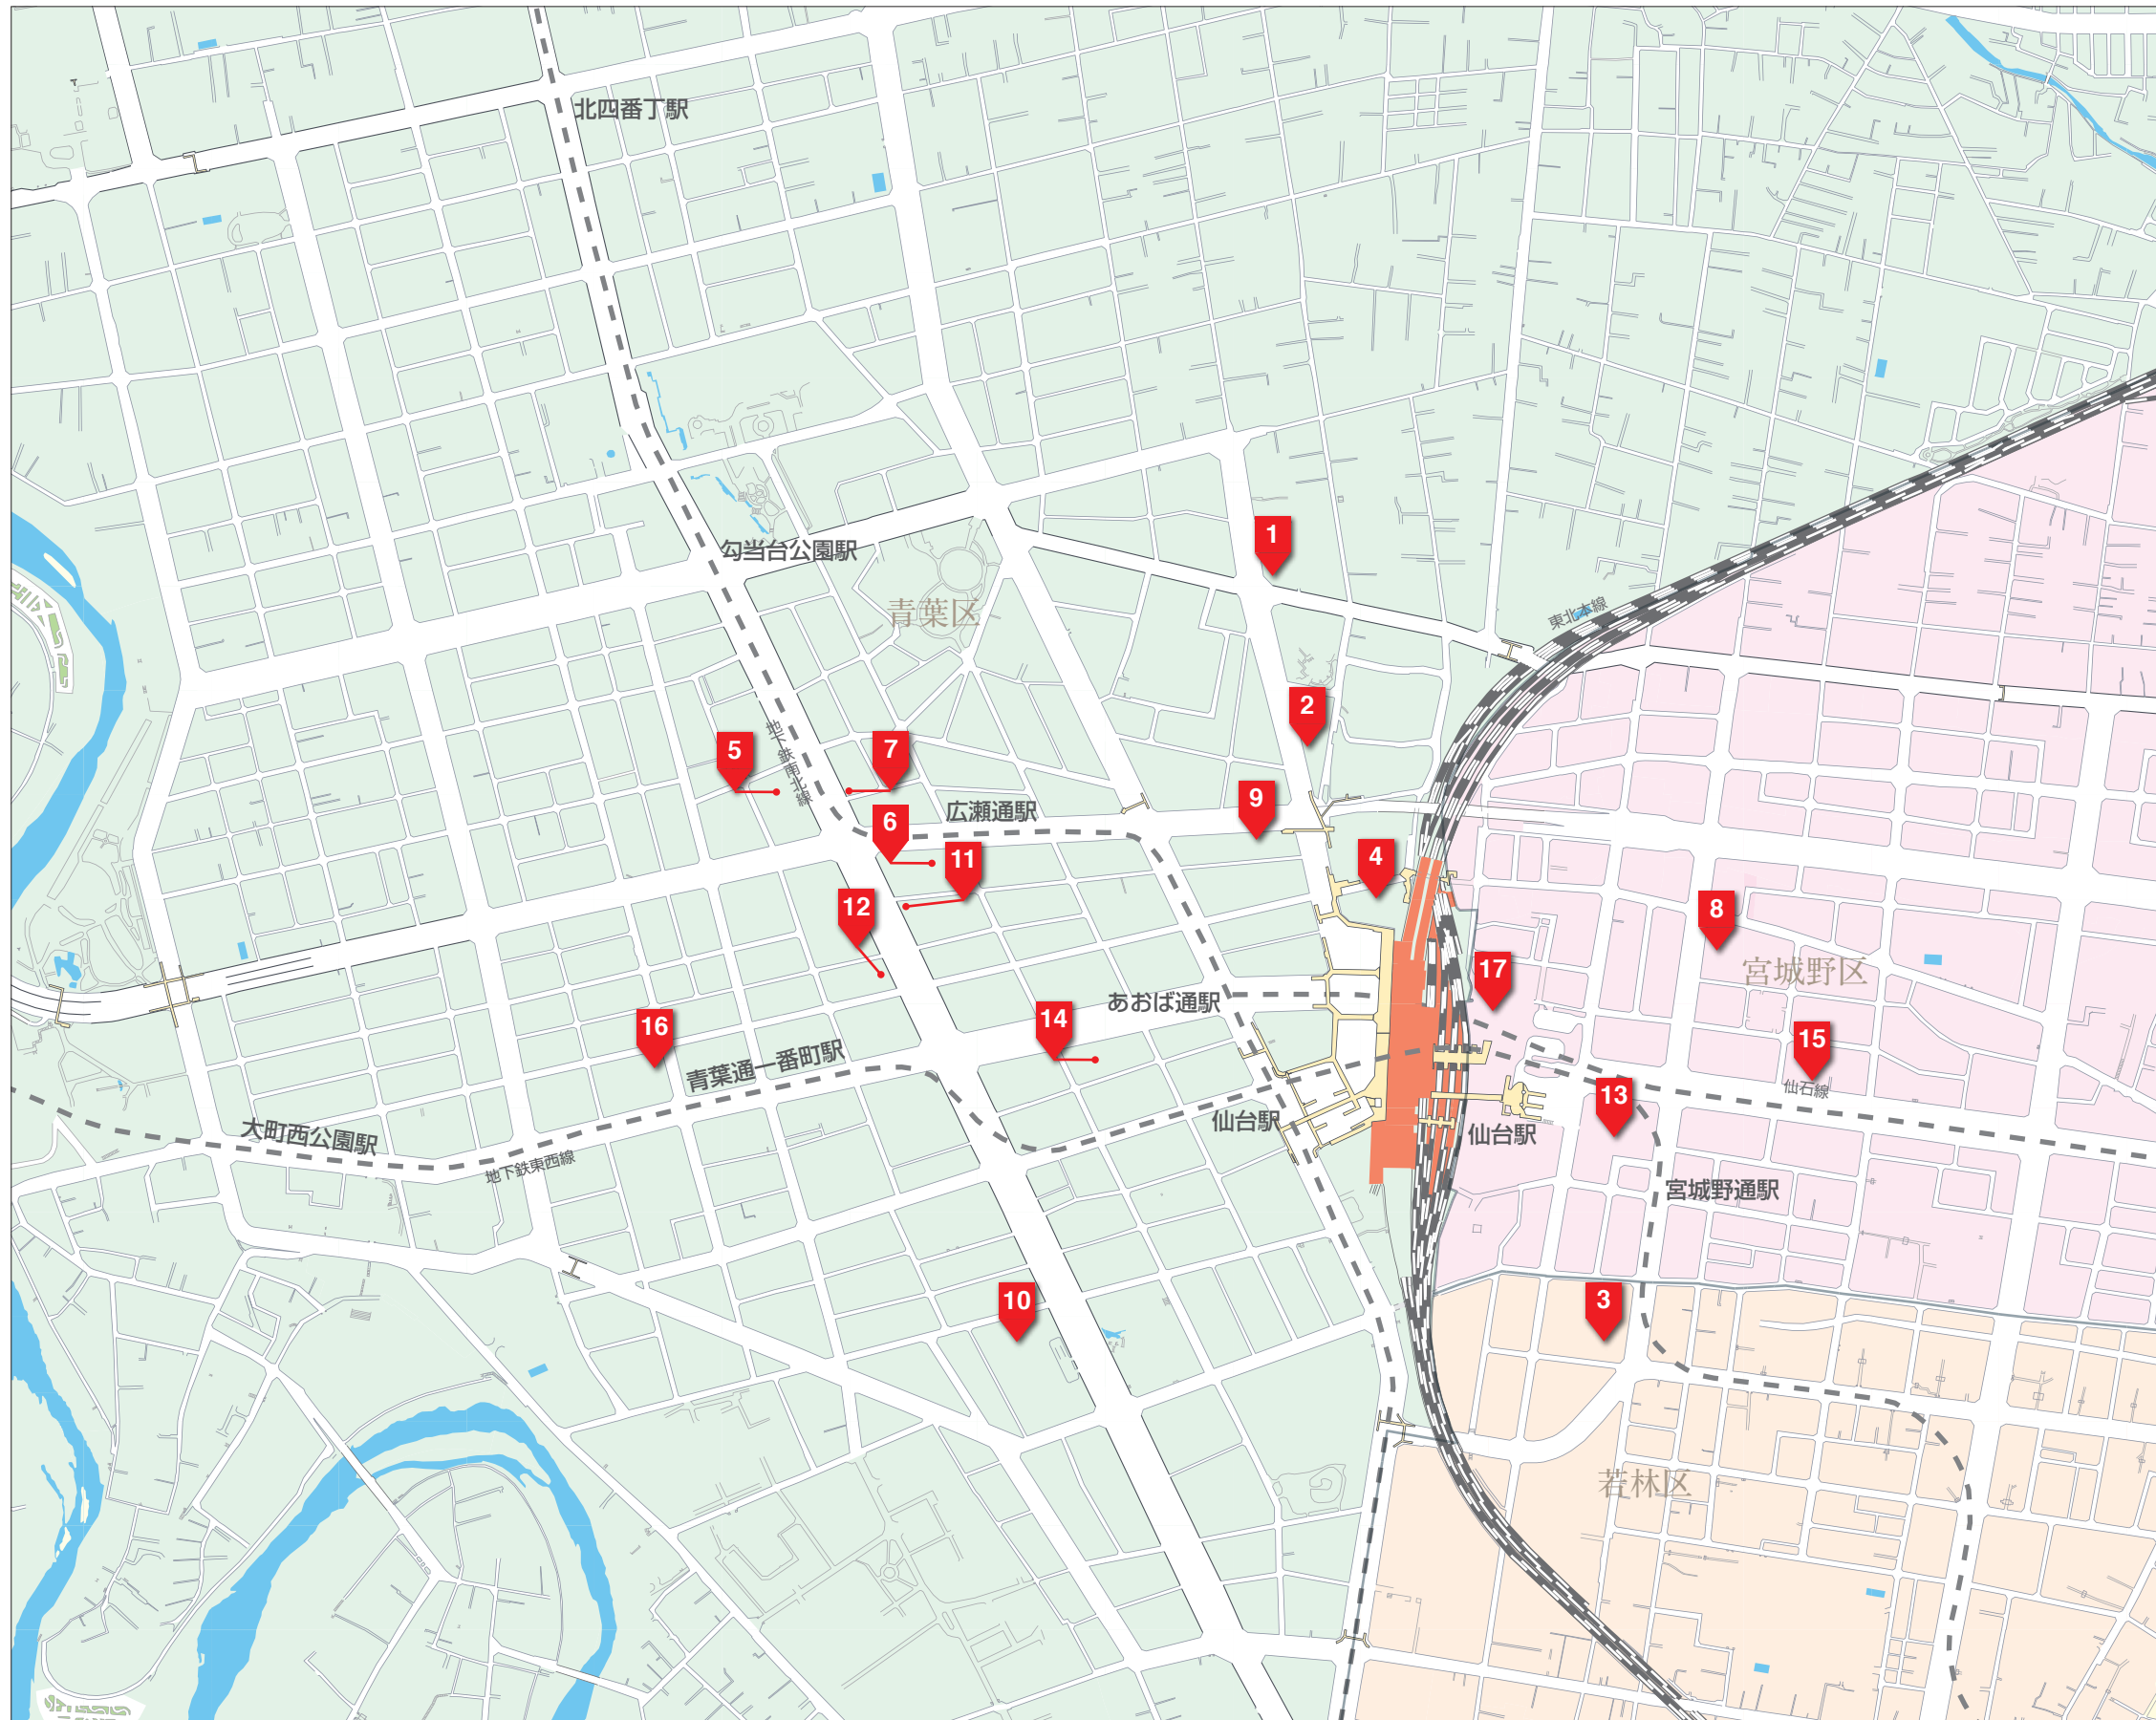 北四番丁駅
1
勾当台公園駅
青葉区
東北本線
2
5
7
地下鉄南北線
9
6
広瀬通駅
11
4
12
8
17
宮城野区
あおば通駅
14
16
15
青葉通一番町駅
仙石線
13
大町西公園駅
仙台駅
仙台駅
地下鉄東西線
宮城野通駅
10
3
若林区